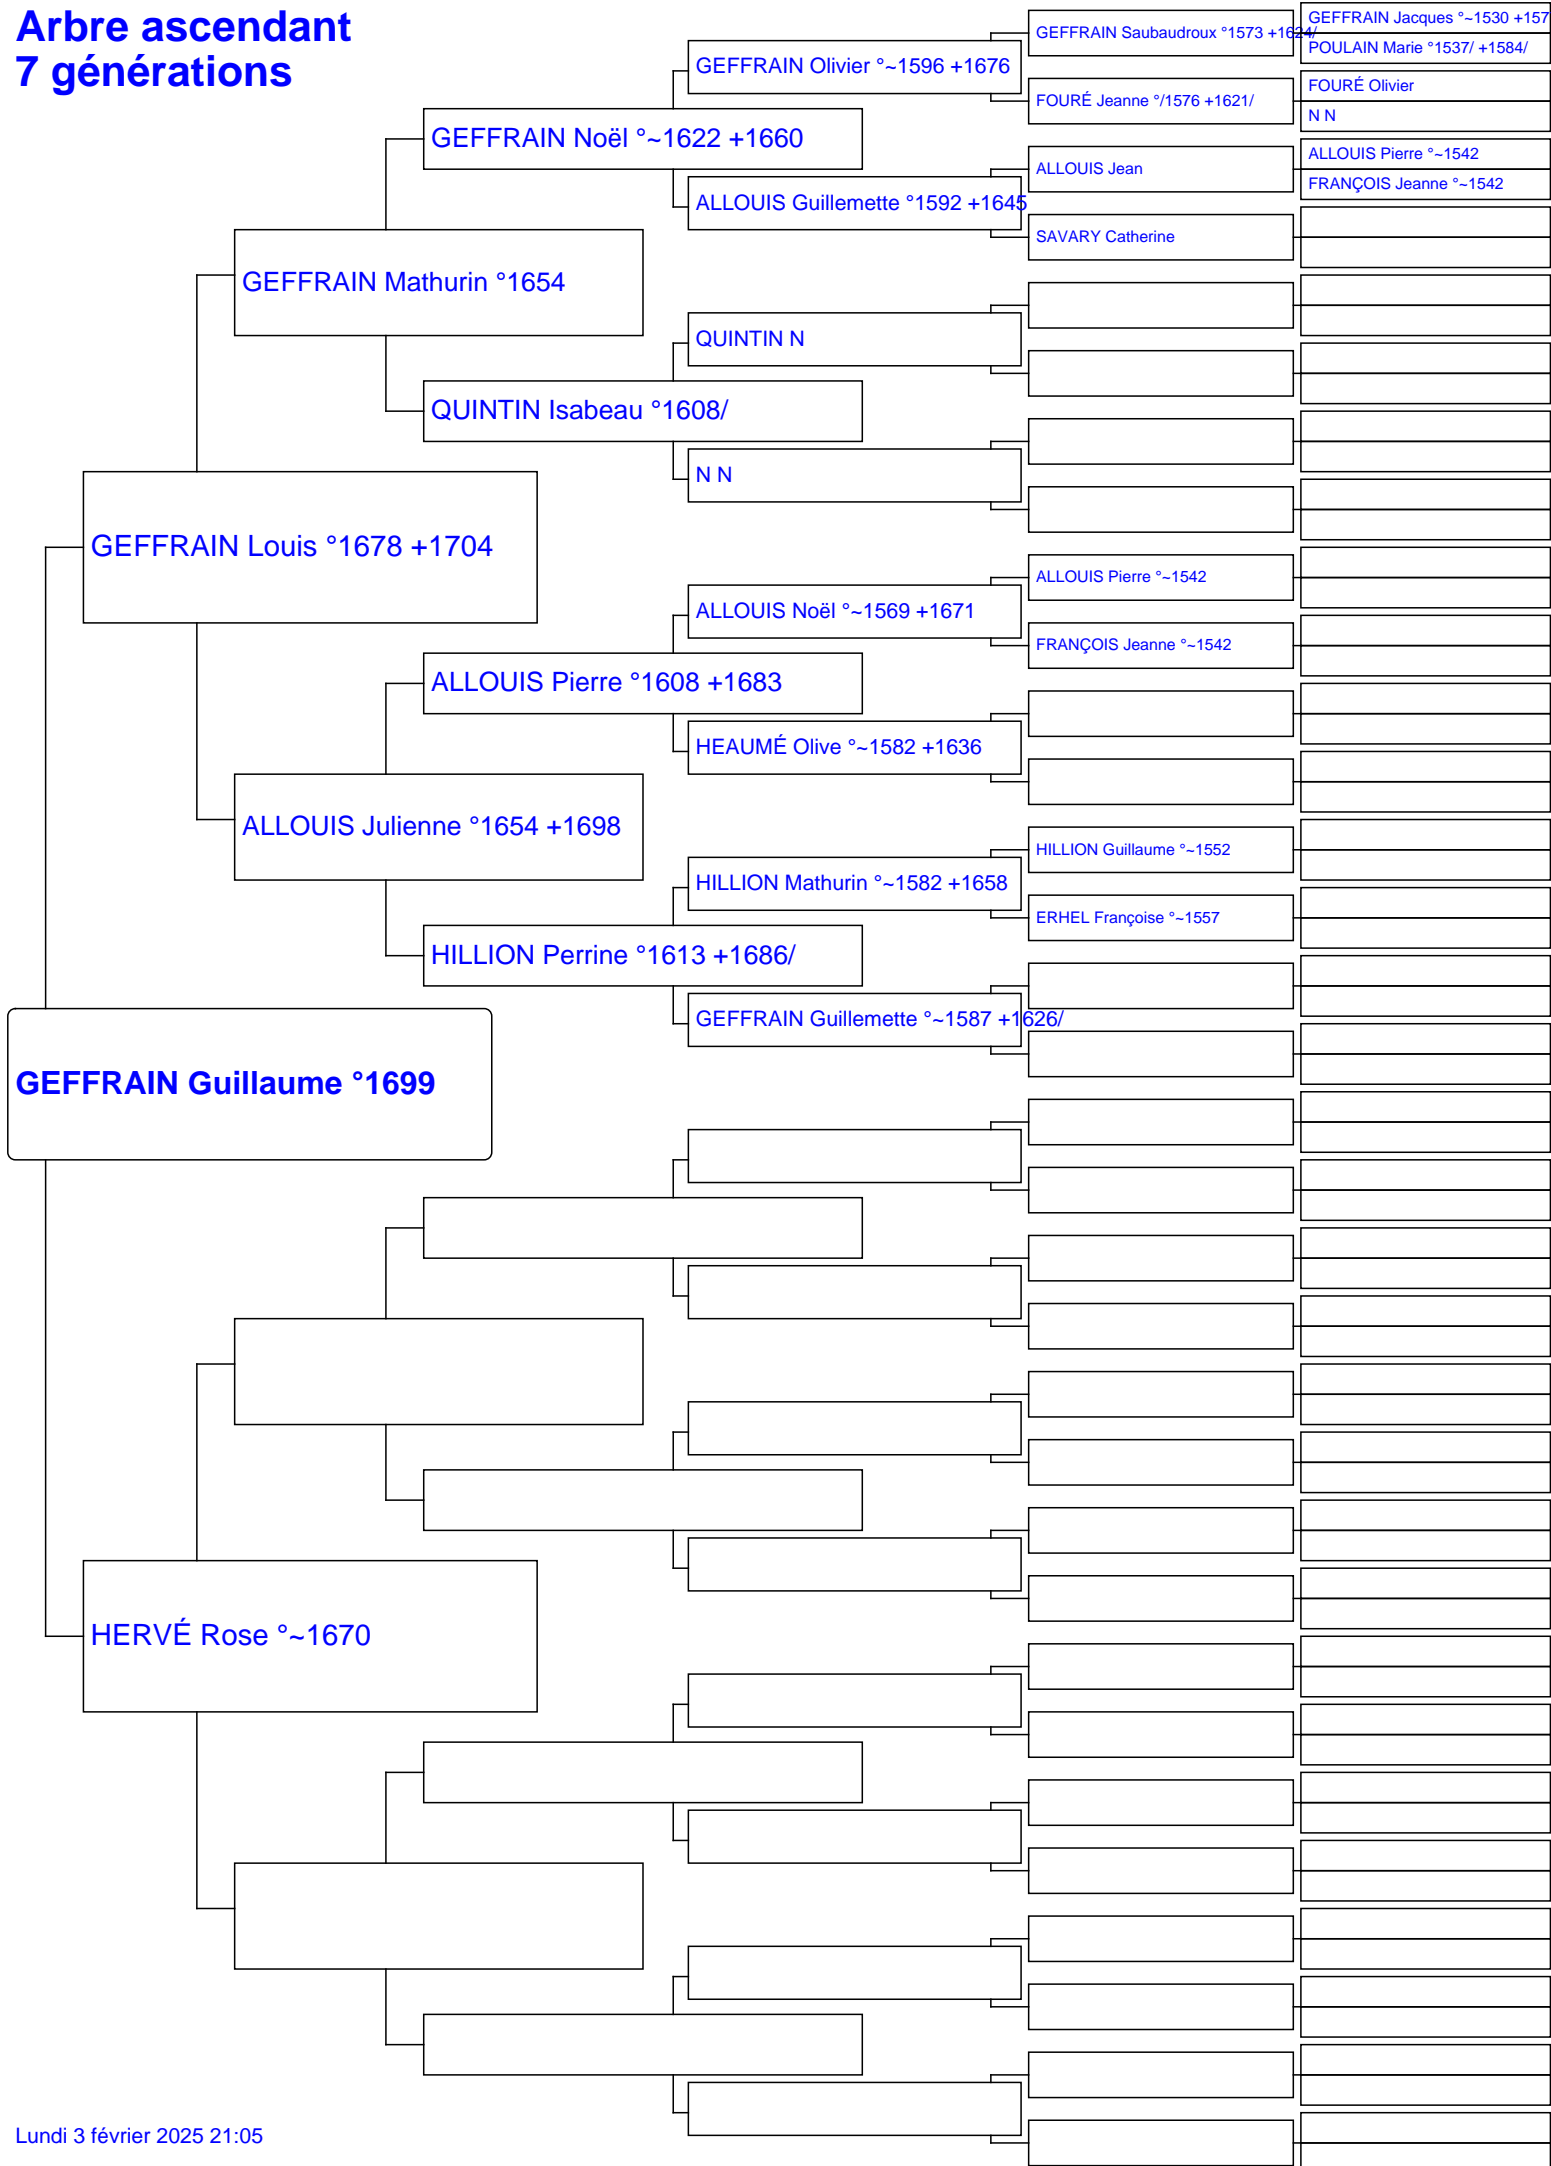 Arbre ascendant
7 générations
GEFFRAIN Jacques °~1530 +157
GEFFRAIN Saubaudroux °1573 +1624/
POULAIN Marie °1537/ +1584/
GEFFRAIN Olivier °~1596 +1676
FOURÉ Olivier
FOURÉ Jeanne °/1576 +1621/
N N
GEFFRAIN Noël °~1622 +1660
ALLOUIS Pierre °~1542
ALLOUIS Jean
FRANÇOIS Jeanne °~1542
ALLOUIS Guillemette °1592 +1645
SAVARY Catherine
GEFFRAIN Mathurin °1654
QUINTIN N
QUINTIN Isabeau °1608/
N N
GEFFRAIN Louis °1678 +1704
ALLOUIS Pierre °~1542
ALLOUIS Noël °~1569 +1671
FRANÇOIS Jeanne °~1542
ALLOUIS Pierre °1608 +1683
HEAUMÉ Olive °~1582 +1636
ALLOUIS Julienne °1654 +1698
HILLION Guillaume °~1552
HILLION Mathurin °~1582 +1658
ERHEL Françoise °~1557
HILLION Perrine °1613 +1686/
GEFFRAIN Guillemette °~1587 +1626/
GEFFRAIN Guillaume °1699
HERVÉ Rose °~1670
Lundi 3 février 2025 21:05